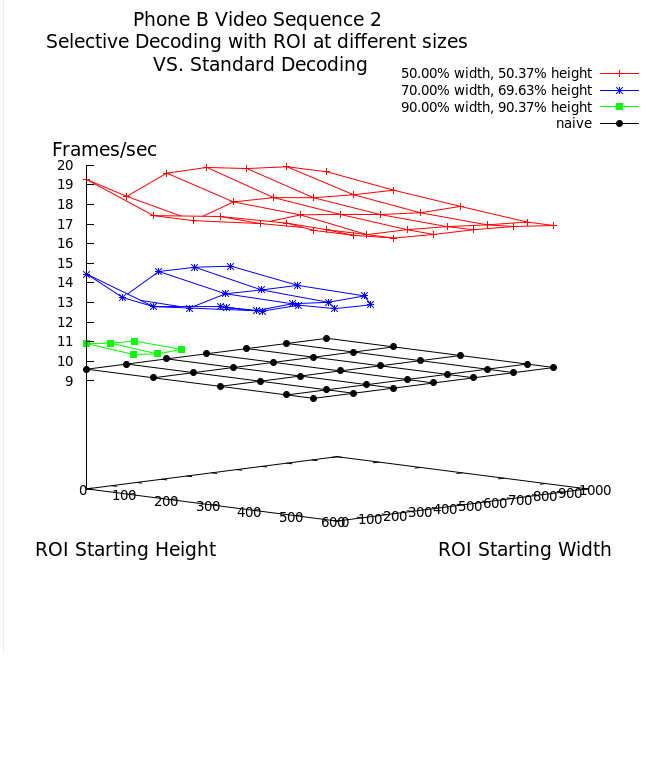 Phone B Video Sequence 2
Selective Decoding with ROI at different sizes
VS. Standard Decoding
50.00% width, 50.37% height
70.00% width, 69.63% height
90.00% width, 90.37% height
naive
Frames/sec
20
19
18
17
16
15
14
13
12
11
10
9
0 100 200 300 400 500 600
0 100 200 300 400 500 600 700 800 900 1000
ROI Starting Height
ROI Starting Width